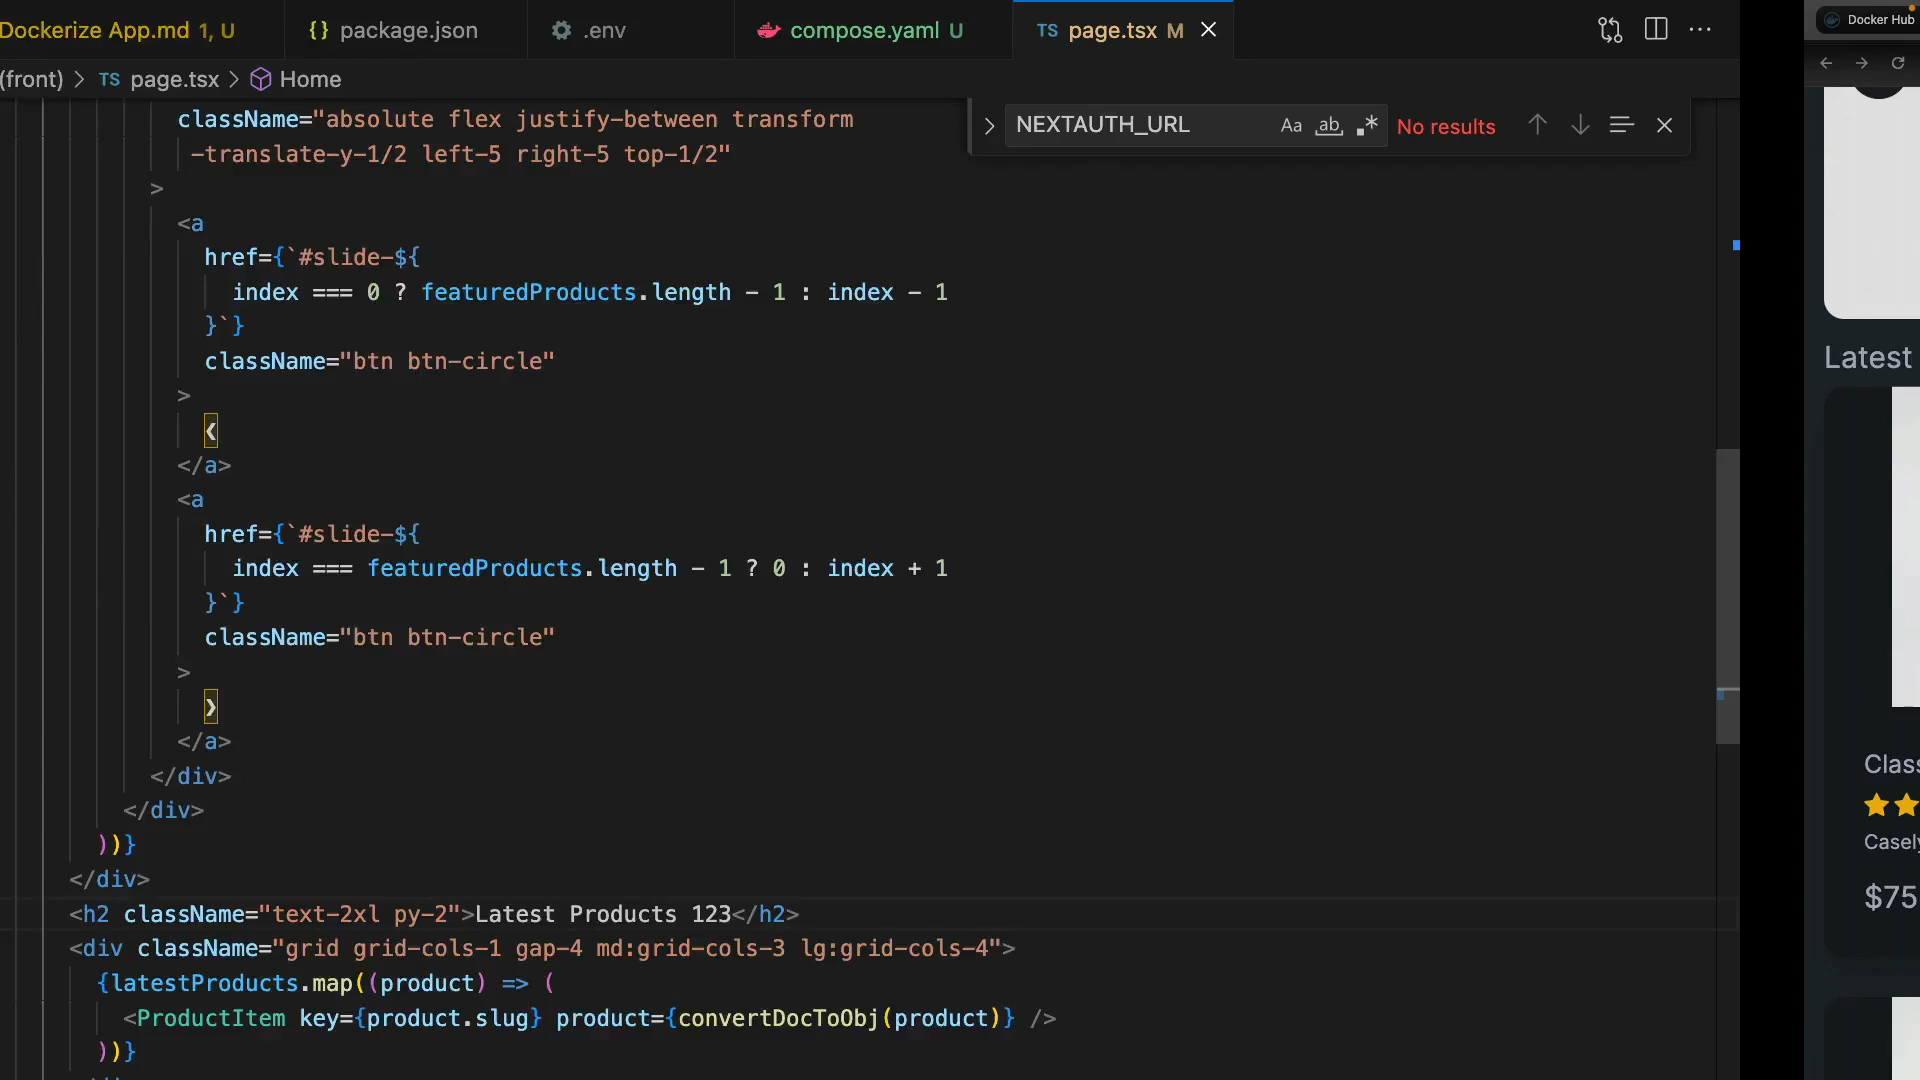 Dockerize App.md 1, U
{} package.json
.env
compose.yaml U
TS page.tsx M
Docker Hub
(front) > TS page.tsx > Home
NEXTAUTH_URL
Aa
ab
.*
No results
className="absolute flex justify-between transform
-translate-y-1/2 left-5 right-5 top-1/2"
>
<a
href={`#slide-${
index === 0 ? featuredProducts.length - 1 : index - 1
}`}
className="btn btn-circle"
>
❮
</a>
<a
href={`#slide-${
index === featuredProducts.length - 1 ? 0 : index + 1
}`}
className="btn btn-circle"
>
❯
</a>
</div>
</div>
))}
</div>
<h2 className="text-2xl py-2">Latest Products 123</h2>
<div className="grid grid-cols-1 gap-4 md:grid-cols-3 lg:grid-cols-4">
{latestProducts.map((product) => (
<ProductItem key={product.slug} product={convertDocToObj(product)} />
))}
Latest
Class
Casely
$75